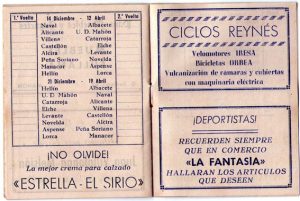 1.ª Vuelta
14 Diciembre - 12 Abril
2.ª Vuelta
Naval Albacete
Alicante U. D. Mahón
Villena Catarroja
Castellón Elche
Alcira Levante
Peña Soriano Novelda
Manacor Aspense
Hellín Lorca
21 Diciembre - 19 Abril
Hellín Albacete
U. D. Mahón Naval
Catarroja Alicante
Elche Villena
Levante Castellón
Novelda Alcira
Aspense Peña Soriano
Lorca Manacor
¡NO OLVIDE!
La mejor crema para calzado
«ESTRELLA - EL SIRIO»
CICLOS REYNÉS
Velomotores IRESA
Bicicletas ORBEA
Vulcanización de cámaras y cubiertas
con maquinaria eléctrica
¡DEPORTISTAS!
RECUERDEN SIEMPRE
QUE EN COMERCIO
«LA FANTASIA»
HALLARAN LOS ARTICULOS
QUE DESEEN